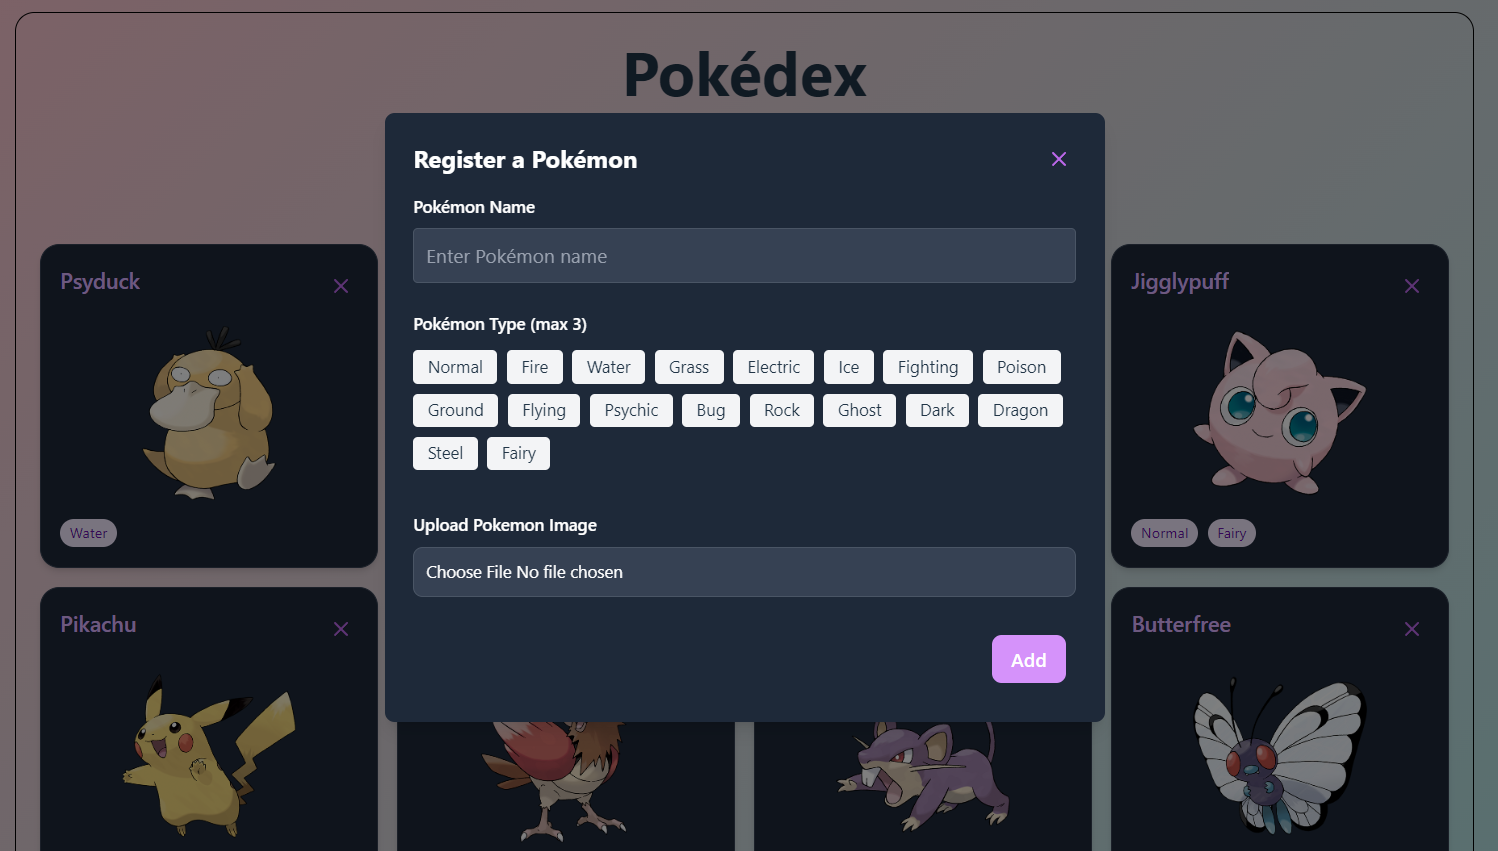 Pokédex
Register a Pokémon
Pokémon Name
Enter Pokémon name
Pokémon Type (max 3)
Normal Fire Water Grass Electric Ice Fighting Poison
Ground Flying Psychic Bug Rock Ghost Dark Dragon
Steel Fairy
Upload Pokemon Image
Choose File No file chosen
Add
Psyduck
Water
Jigglypuff
Normal Fairy
Pikachu
Butterfree